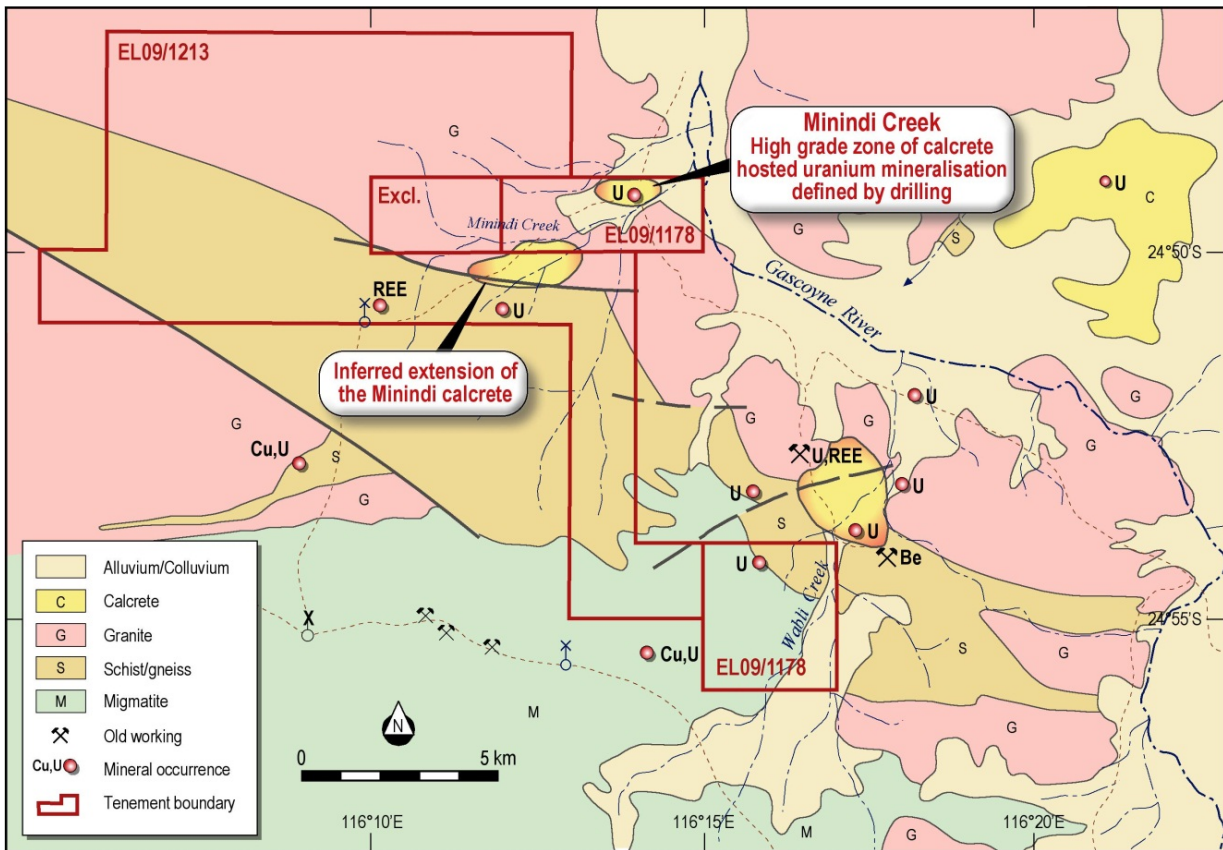 EL09/1213
G
Minindi Creek
High grade zone of calcrete
hosted uranium mineralisation
defined by drilling
U
U
C
Excl.
Minindi Creek
EL09/1178
G
G
S
24°50'S
Gascoyne River
REE
U
Inferred extension of
the Minindi calcrete
G
Cu,U
S
G
G
G
U
G
U,REE
U
U
G
S
U
U
Be
Wabli Creek
X
24°55'S
Cu,U
EL09/1178
S
G
M
G
N
0
5 km
Alluvium/Colluvium
C Calcrete
G Granite
S Schist/gneiss
M Migmatite
Old working
Cu,U Mineral occurrence
Tenement boundary
116°10'E
116°15'E
116°20'E
M
G